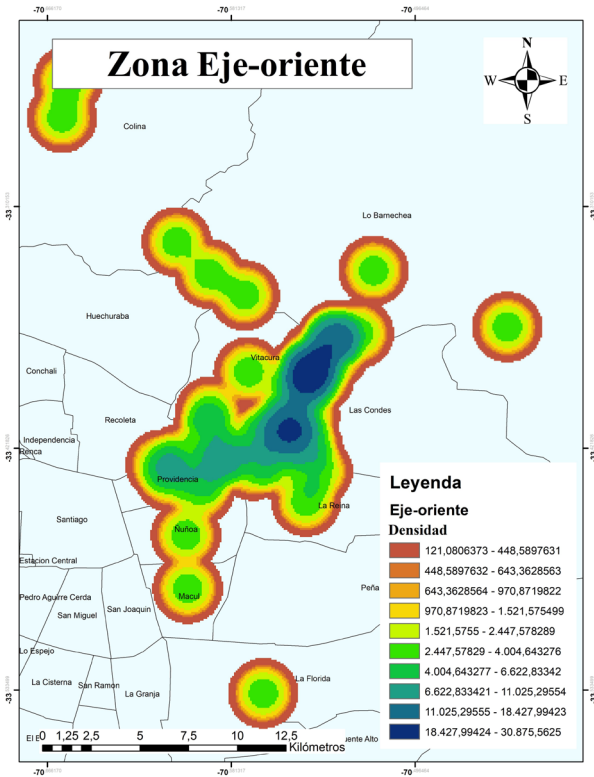 -70
-70
-70
Zona Eje-oriente
N
W E
S
Colina
-33
-33
Lo Barnechea
Huechuraba
Vitacura
Conchali
Las Condes
Recoleta
Independencia
Renca
-33
-33
Providencia
La Reina
Santiago
Ñuñoa
Estacion Central
Pedro Aguirre Cerda
Macul
Peña
San Joaquin
San Miguel
Lo Espejo
La Cisterna
San Ramon
La Granja
La Florida
-33
-33
El B
uente Alto
Leyenda
Eje-oriente
Densidad
121,0806373 - 448,5897631
448,5897632 - 643,3628563
643,3628564 - 970,8719822
970,8719823 - 1.521,575499
1.521,5755 - 2.447,578289
2.447,57829 - 4.004,643276
4.004,643277 - 6.622,83342
6.622,833421 - 11.025,29554
11.025,29555 - 18.427,99423
18.427,99424 - 30.875,5625
0 1,25 2,5 5 7,5 10 12,5
Kilómetros
-70
-70
-70